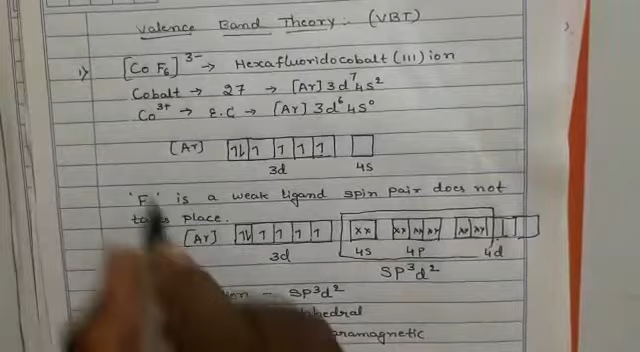 Valence Band Theory:- (VBT)
1) [CoF6]3- → Hexafluoridocobalt (III) ion
Cobalt → 27 → [Ar] 3d7 4s2
Co3+ → E.C → [Ar] 3d6 4s0
[Ar] 1⇂ 1 1 1 1
3d 4s
'F' is a weak ligand spin pair does not
place.
[Ar] 1⇂ 1 1 1 1 xx xx xx xx xx xx
3d 4s 4p 4d
SP3d2
– SP3d2